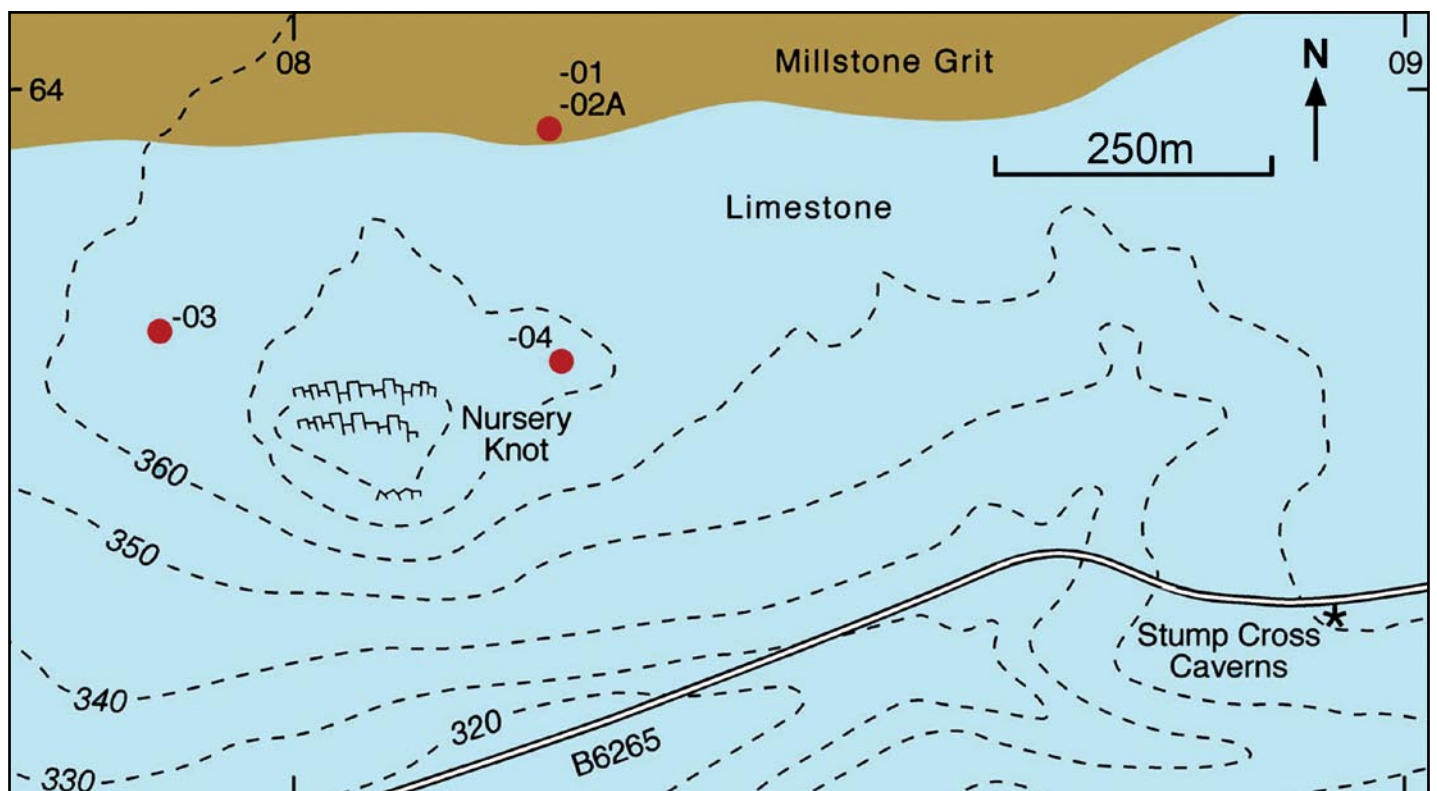 1
08
09
N
64
Millstone Grit
-01
-02A
250m
Limestone
-03
-04
Nursery
Knot
360
350
Stump Cross
Caverns
340
320
B6265
330